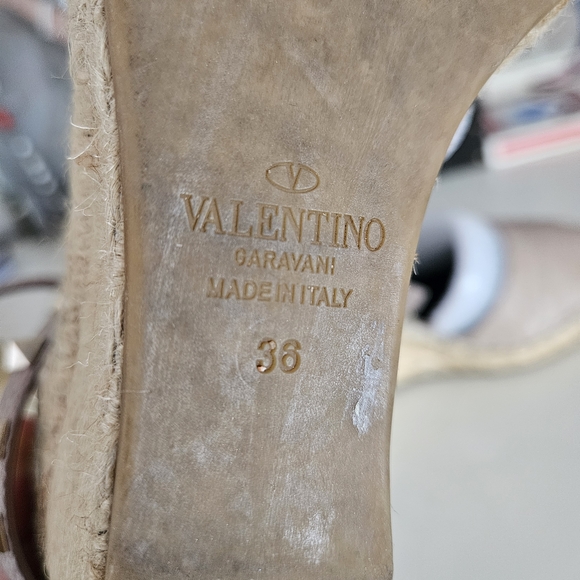 V
VALENTINO
GARAVANI
MADE IN ITALY
36